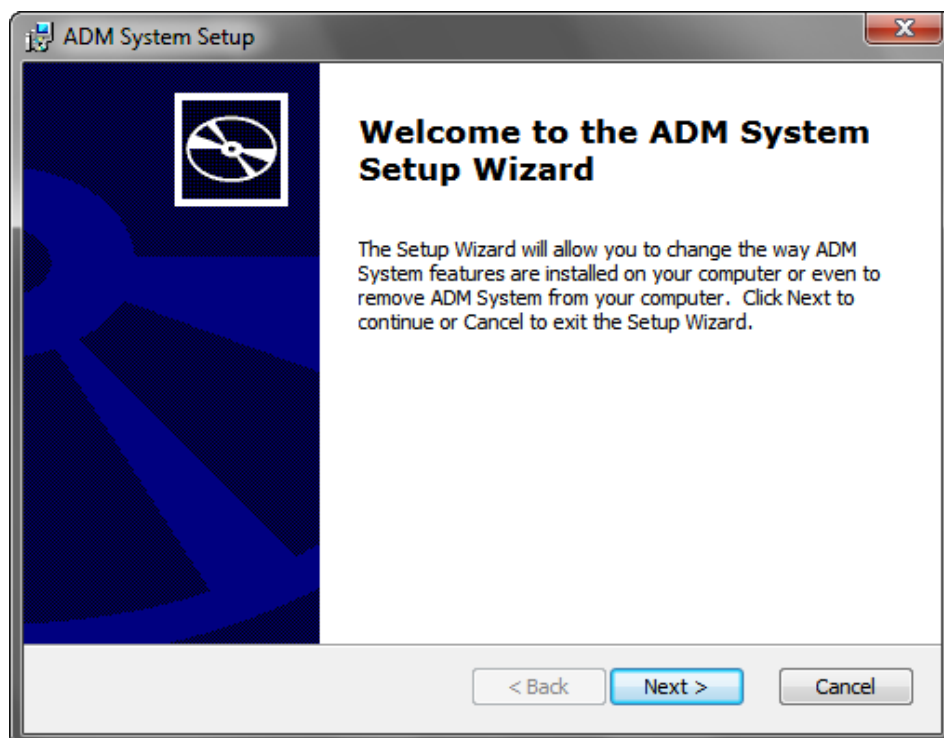 ADM System Setup
Welcome to the ADM System
Setup Wizard
The Setup Wizard will allow you to change the way ADM
System features are installed on your computer or even to
remove ADM System from your computer.  Click Next to
continue or Cancel to exit the Setup Wizard.
< Back Next > Cancel